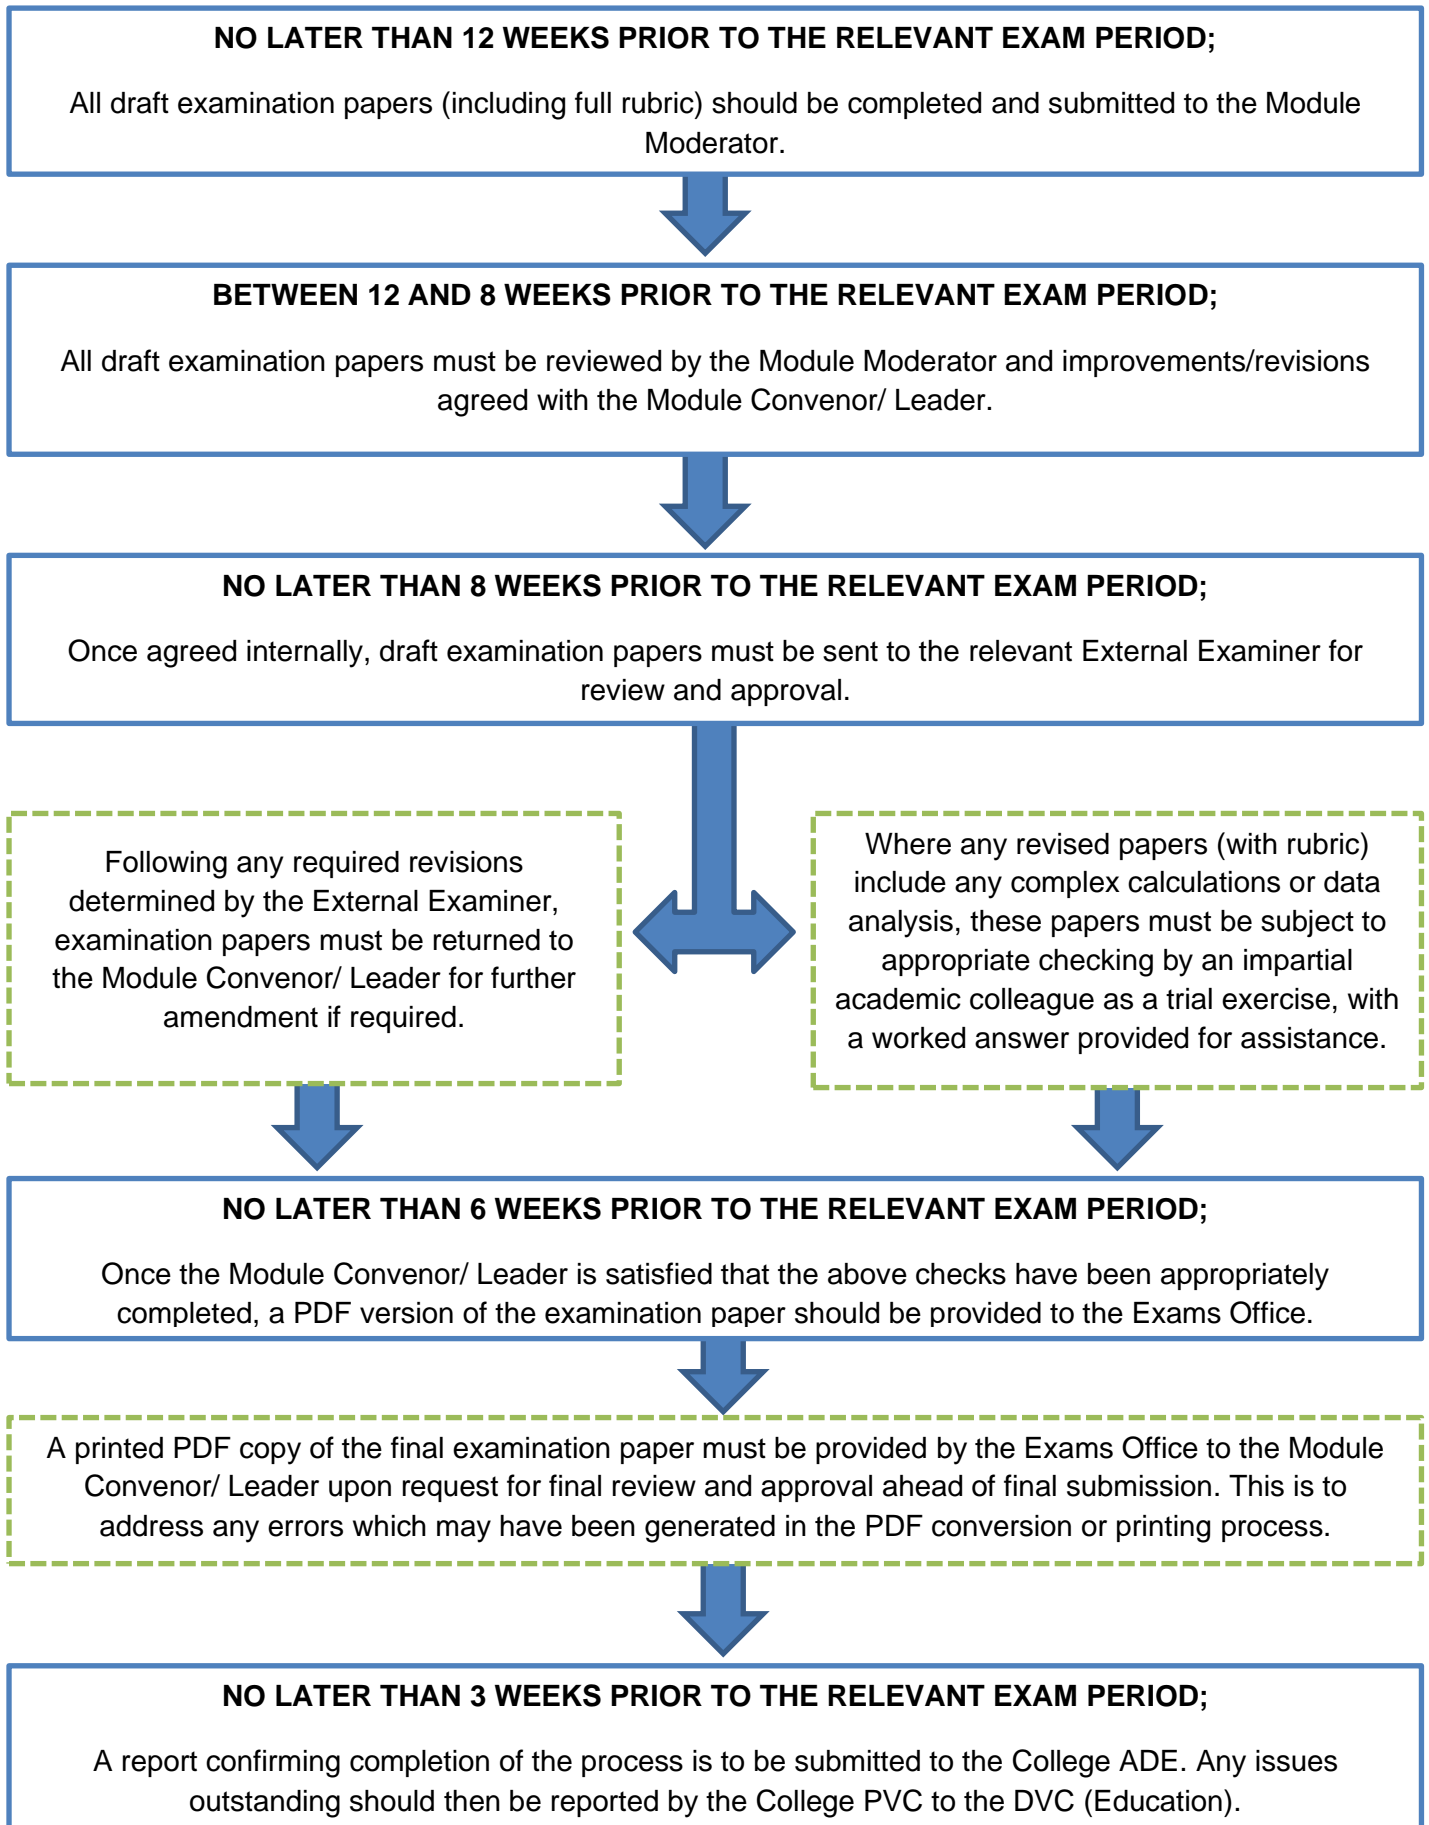 NO LATER THAN 12 WEEKS PRIOR TO THE RELEVANT EXAM PERIOD;
All draft examination papers (including full rubric) should be completed and submitted to the Module
Moderator.
BETWEEN 12 AND 8 WEEKS PRIOR TO THE RELEVANT EXAM PERIOD;
All draft examination papers must be reviewed by the Module Moderator and improvements/revisions
agreed with the Module Convenor/ Leader.
NO LATER THAN 8 WEEKS PRIOR TO THE RELEVANT EXAM PERIOD;
Once agreed internally, draft examination papers must be sent to the relevant External Examiner for
review and approval.
Following any required revisions
determined by the External Examiner,
examination papers must be returned to
the Module Convenor/ Leader for further
amendment if required.
Where any revised papers (with rubric)
include any complex calculations or data
analysis, these papers must be subject to
appropriate checking by an impartial
academic colleague as a trial exercise, with
a worked answer provided for assistance.
NO LATER THAN 6 WEEKS PRIOR TO THE RELEVANT EXAM PERIOD;
Once the Module Convenor/ Leader is satisfied that the above checks have been appropriately
completed, a PDF version of the examination paper should be provided to the Exams Office.
A printed PDF copy of the final examination paper must be provided by the Exams Office to the Module
Convenor/ Leader upon request for final review and approval ahead of final submission. This is to
address any errors which may have been generated in the PDF conversion or printing process.
NO LATER THAN 3 WEEKS PRIOR TO THE RELEVANT EXAM PERIOD;
A report confirming completion of the process is to be submitted to the College ADE. Any issues
outstanding should then be reported by the College PVC to the DVC (Education).